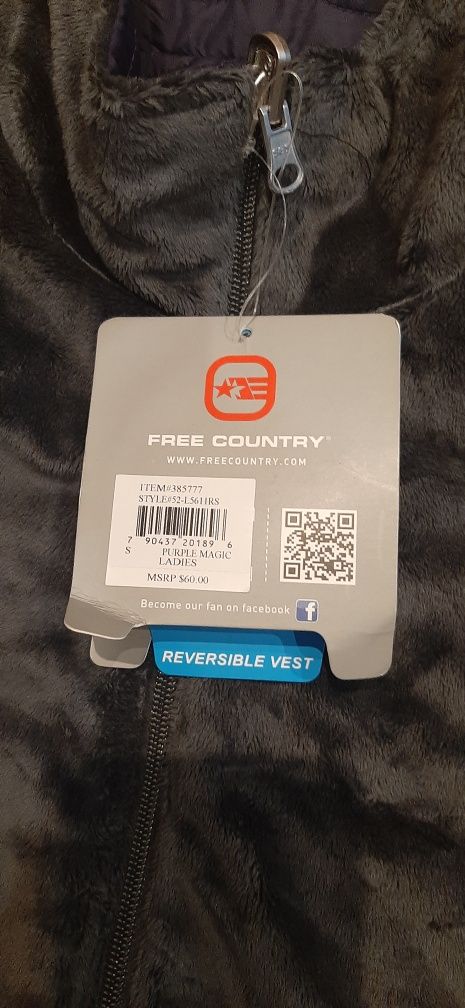 FREE COUNTRY®
WWW.FREECOUNTRY.COM
ITEM#385777
STYLE#52-L5611RS
7 90437 20189 6
S PURPLE MAGIC
LADIES
MSRP $60.00
Become our fan on facebook f
REVERSIBLE VEST